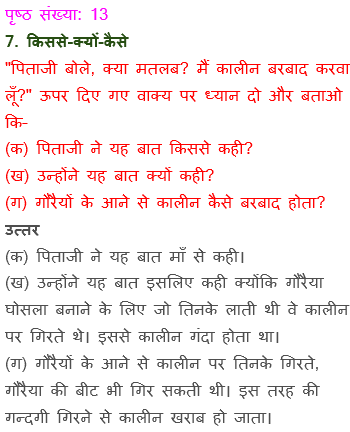 पृष्ठ संख्या: 13
7. किससे-क्यों-कैसे
"पिताजी बोले, क्या मतलब? मैं कालीन बरबाद करवा
लूँ?" ऊपर दिए गए वाक्य पर ध्यान दो और बताओ
कि-
(क) पिताजी ने यह बात किससे कही?
(ख) उन्होंने यह बात क्यों कही?
(ग) गौरैयों के आने से कालीन कैसे बरबाद होता?
उत्तर
(क) पिताजी ने यह बात माँ से कही।
(ख) उन्होंने यह बात इसलिए कही क्योंकि गौरैया
घोसला बनाने के लिए जो तिनके लाती थी वे कालीन
पर गिरते थे। इससे कालीन गंदा होता था।
(ग) गौरैयों के आने से कालीन पर तिनके गिरते,
गौरैया की बीट भी गिर सकती थी। इस तरह की
गन्दगी गिरने से कालीन खराब हो जाता।